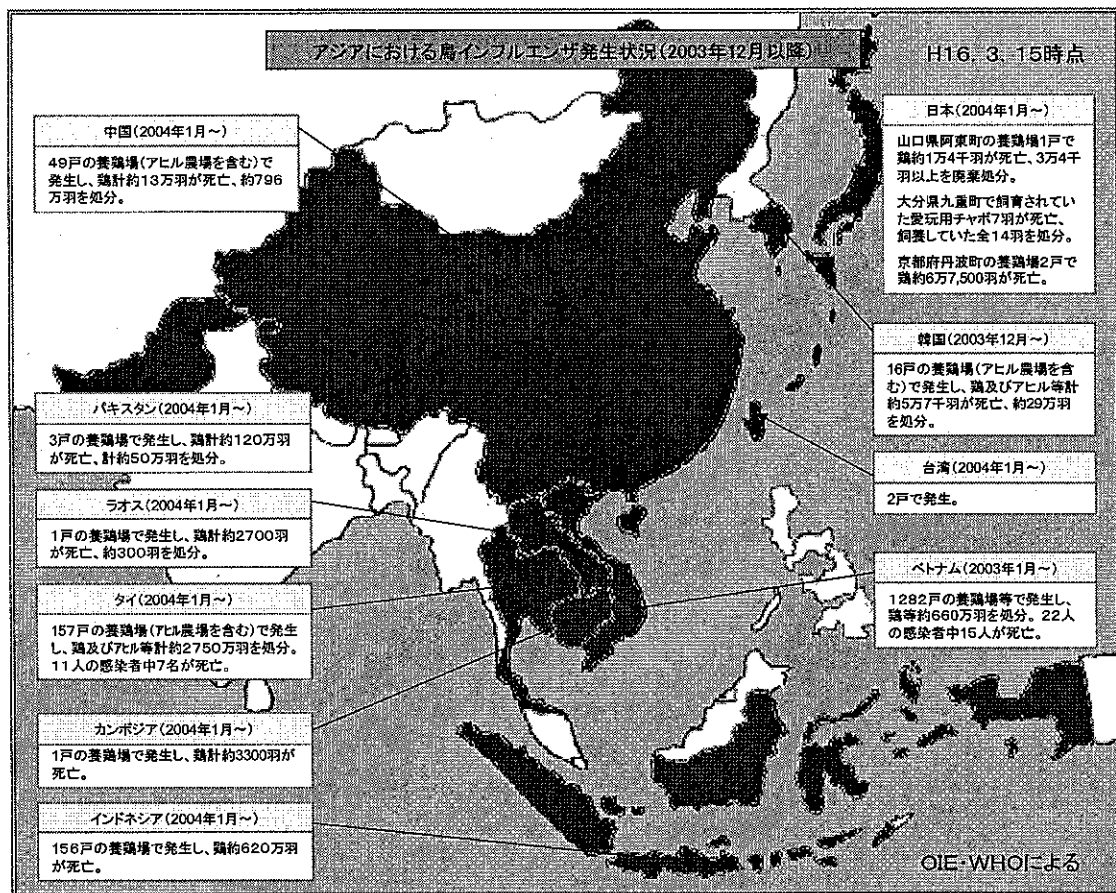 アジアにおける鳥インフルエンザ発生状況(2003年12月以降)
H16. 3. 15時点
中国(2004年1月～)
49戸の養鶏場(アヒル農場を含む)で
発生し、鶏計約13万羽が死亡、約796
万羽を処分。
パキスタン(2004年1月～)
3戸の養鶏場で発生し、鶏計約120万羽
が死亡、計約50万羽を処分。
ラオス(2004年1月～)
1戸の養鶏場で発生し、鶏計約2700羽
が死亡、約300羽を処分。
タイ(2004年1月～)
157戸の養鶏場(アヒル農場を含む)で発生
し、鶏及びアヒル等計約2750万羽を処分。
11人の感染者中7名が死亡。
カンボジア(2004年1月～)
1戸の養鶏場で発生し、鶏計約3300羽が
死亡。
インドネシア(2004年1月～)
156戸の養鶏場で発生し、鶏約620万羽
が死亡。
日本(2004年1月～)
山口県阿東町の養鶏場1戸で
鶏約1万4千羽が死亡、3万4千
羽以上を廃棄処分。
大分県九重町で飼育されてい
た愛玩用チャボ7羽が死亡、
飼養していた全14羽を処分。
京都府丹波町の養鶏場2戸で
鶏約6万7,500羽が死亡。
韓国(2003年12月～)
16戸の養鶏場(アヒル農場を含
む)で発生し、鶏及びアヒル等計
約5万7千羽が死亡、約29万羽
を処分。
台湾(2004年1月～)
2戸で発生。
ベトナム(2003年1月～)
1282戸の養鶏場等で発生し、
鶏等約660万羽を処分。22人
の感染者中15人が死亡。
OIE・WHOによる